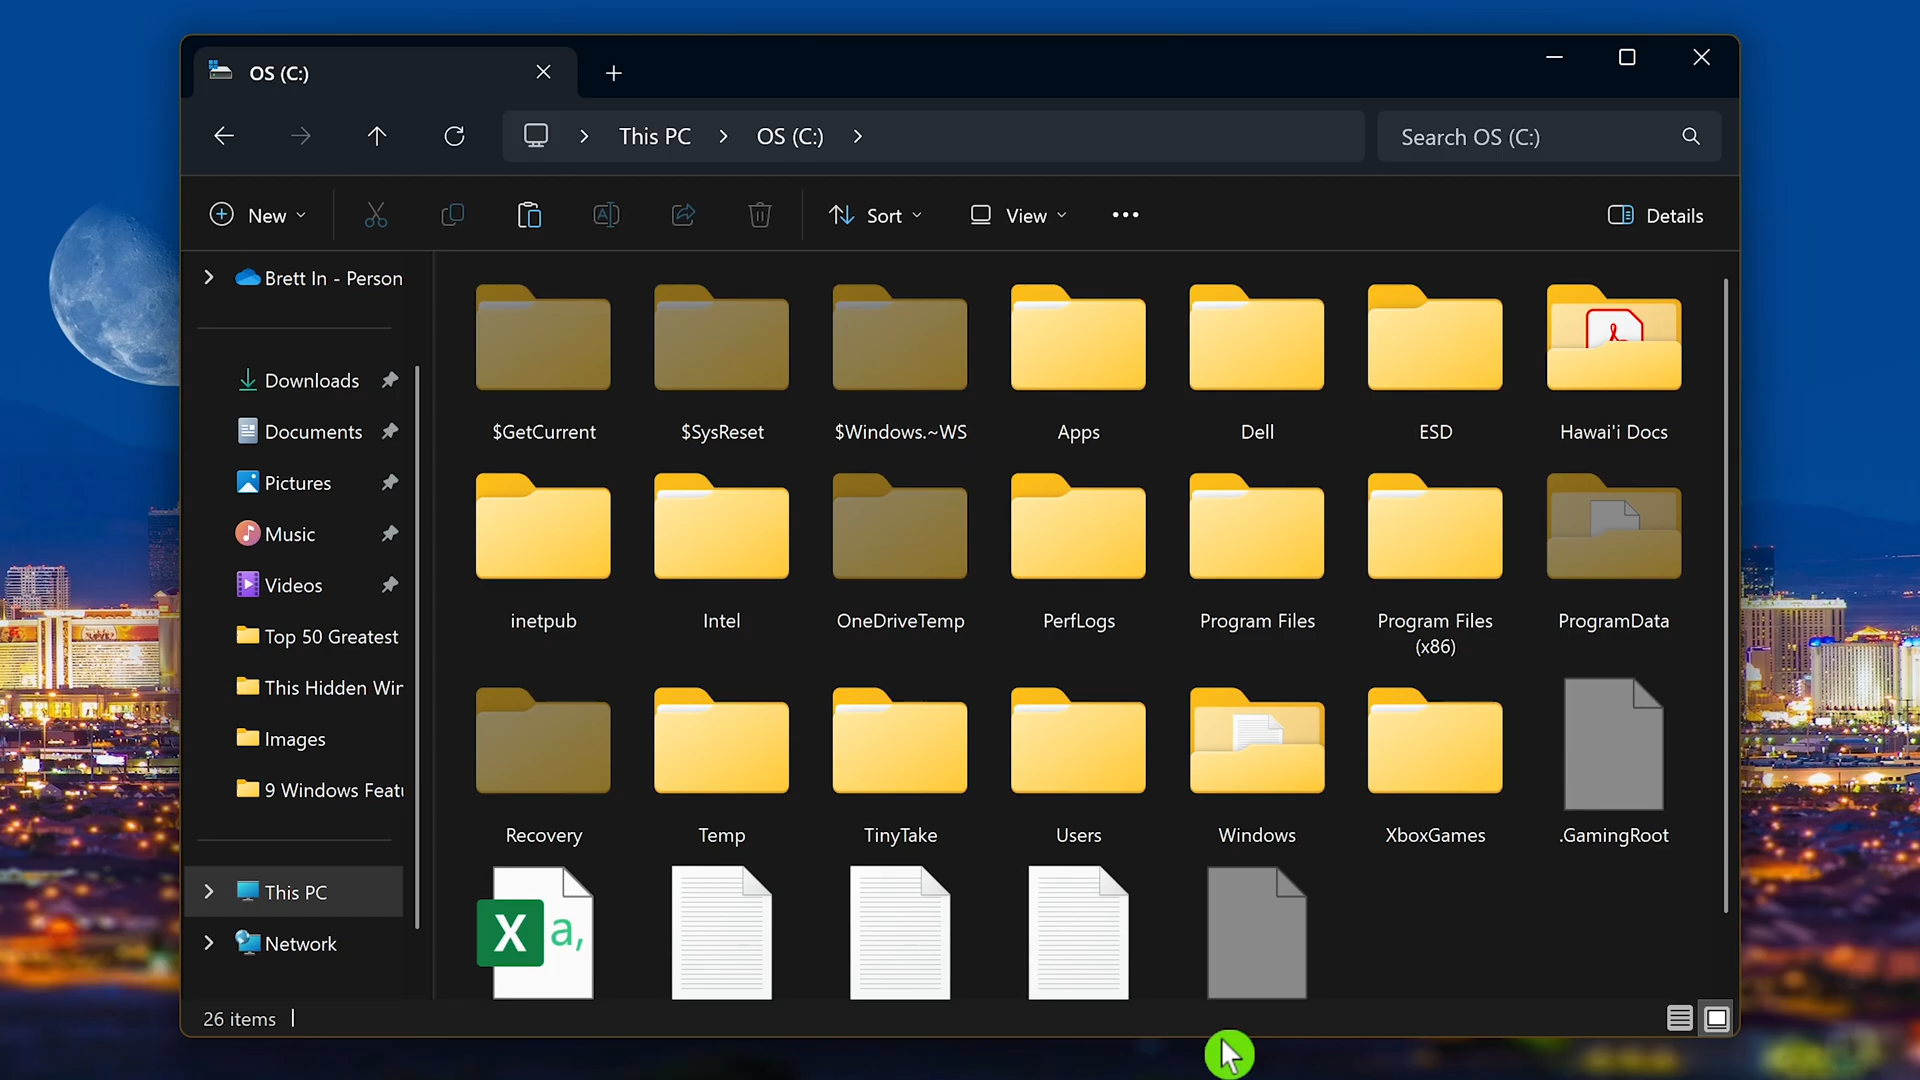 OS (C:)
This PC
OS (C:)
Search OS (C:)
New
Sort
View
Details
Brett In - Person
Downloads
Documents
Pictures
Music
Videos
Top 50 Greatest
This Hidden Wir
Images
9 Windows Featu
This PC
Network
$GetCurrent
$SysReset
$Windows.~WS
Apps
Dell
ESD
Hawai'i Docs
inetpub
Intel
OneDriveTemp
PerfLogs
Program Files
Program Files
(x86)
ProgramData
Recovery
Temp
TinyTake
Users
Windows
XboxGames
.GamingRoot
X a,
26 items